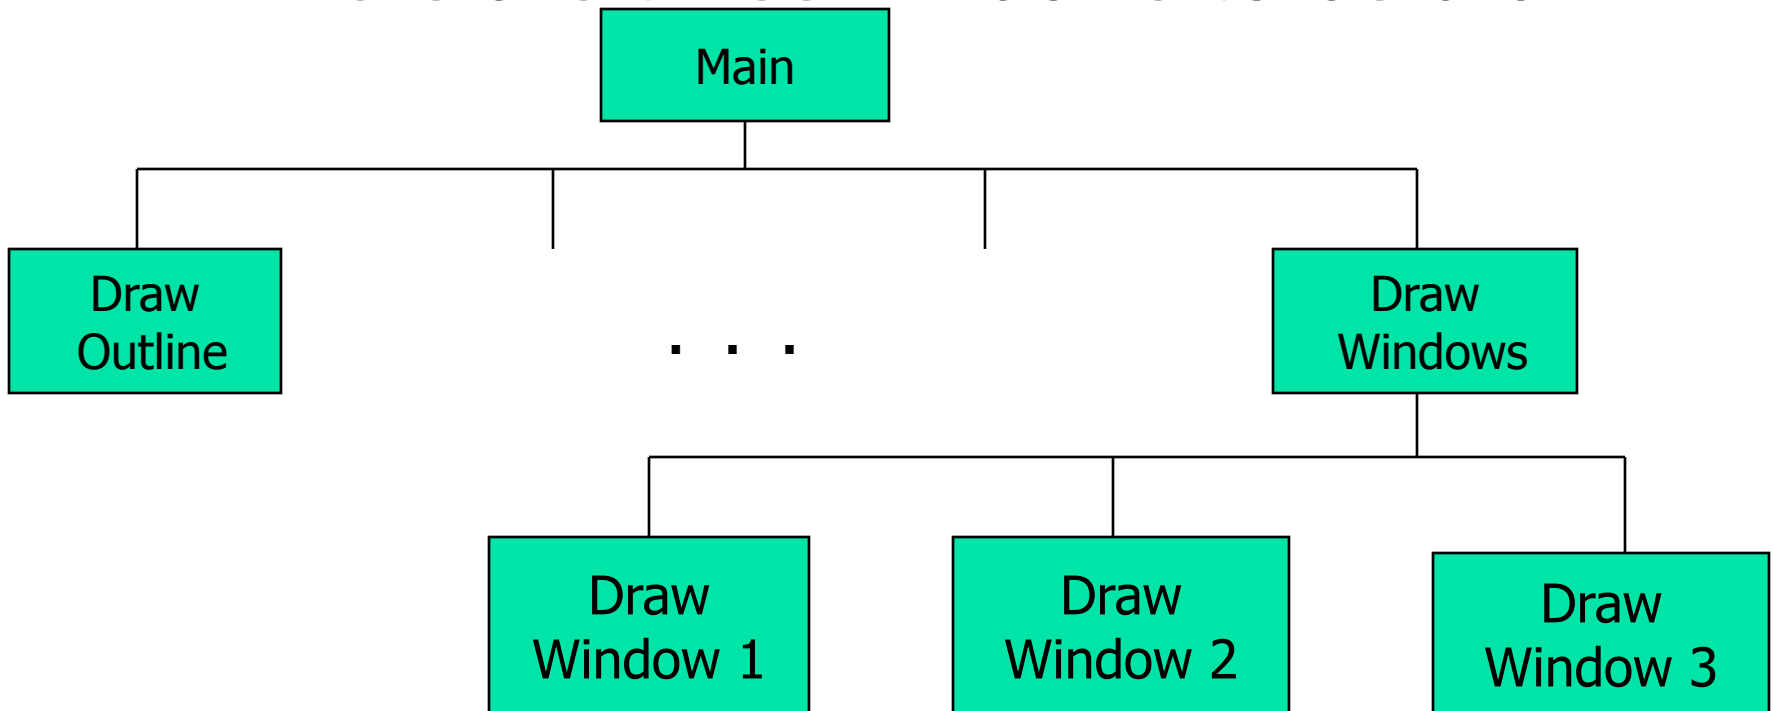 Main
Draw
Outline
. . .
Draw
Windows
Draw
Window 1
Draw
Window 2
Draw
Window 3